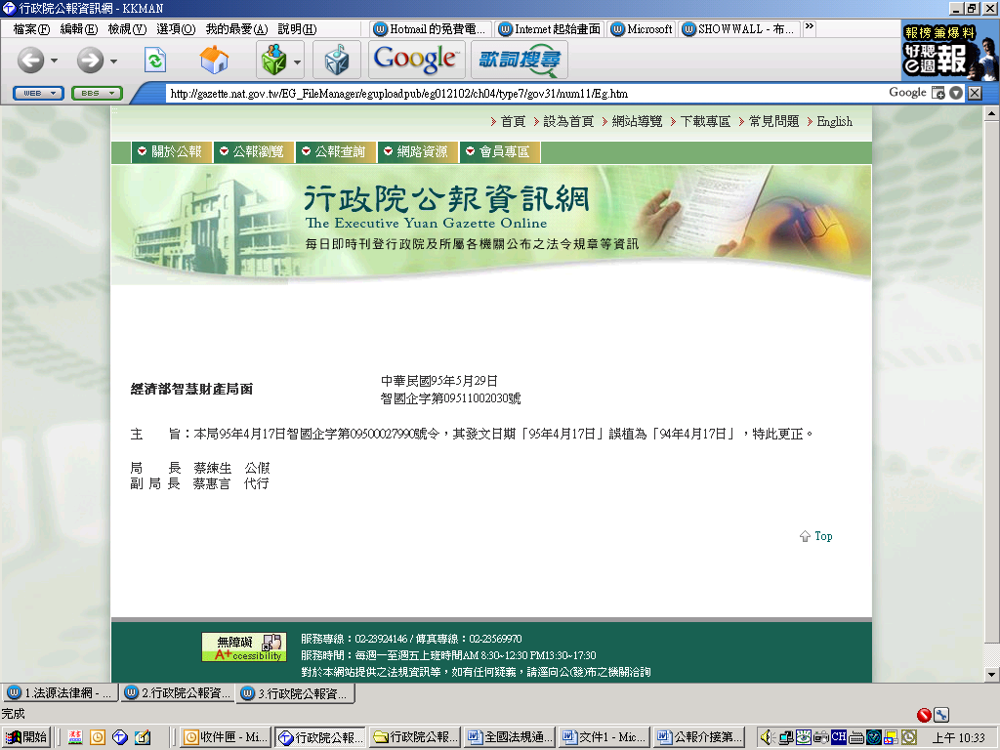 行政院公報資訊網 - KKMAN
檔案(F) 編輯(E) 檢視(V) 選項(O) 我的最愛(A) 說明(H)
Hotmail 的免費電... Internet 起始畫面 Microsoft SHOWWALL - 布... »
報榜兼爆料
好聽e週報
Google 歌詞搜尋
WEB BBS http://gazette.nat.gov.tw/EG_FileManager/eguploadpub/eg012102/ch04/type7/gov31/num11/Eg.htm Google
> 首頁 > 設為首頁 > 網站導覽 > 下載專區 > 常見問題 > English
關於公報 公報瀏覽 公報查詢 網路資源 會員專區
行政院公報資訊網
The Executive Yuan Gazette Online
每日即時刊登行政院及所屬各機關公布之法令規章等資訊
經濟部智慧財產局函
中華民國95年5月29日
智國企字第09511002030號
主 旨：本局95年4月17日智國企字第09500027990號令，其發文日期「95年4月17日」誤植為「94年4月17日」，特此更正。
局 長 蔡練生 公假
副 局 長 蔡惠言 代行
Top
無障礙
A+ccessibility
服務專線：02-23924146 / 傳真專線：02-23569970
服務時間：每週一至週五上班時間AM 8:30~12:30 PM13:30~17:30
對於本網站提供之法規資訊等，如有任何疑義，請逕向公(發)布之機關洽詢
1.法源法律網 - ... 2.行政院公報資... 3.行政院公報資...
完成
開始 收件匣 - Mi... 行政院公報... 行政院公報... 全國法規通... 文件1 - Mic... 公報介接第... CH 上午 10:33